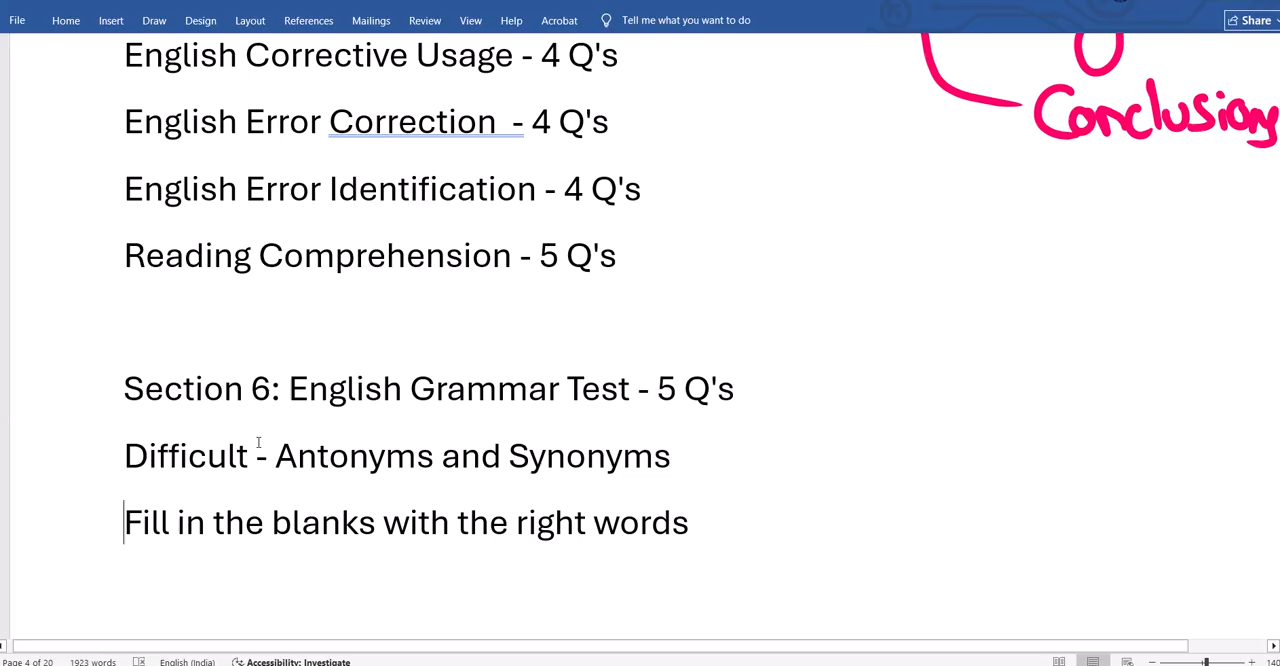 File Home Insert Draw Design Layout References Mailings Review View Help Acrobat Tell me what you want to do Share
English Corrective Usage - 4 Q's
Conclusion
English Error Correction - 4 Q's
English Error Identification - 4 Q's
Reading Comprehension - 5 Q's
Section 6: English Grammar Test - 5 Q's
Difficult - Antonyms and Synonyms
Fill in the blanks with the right words
Page 4 of 20 1923 words English (India) Accessibility: Investigate 140